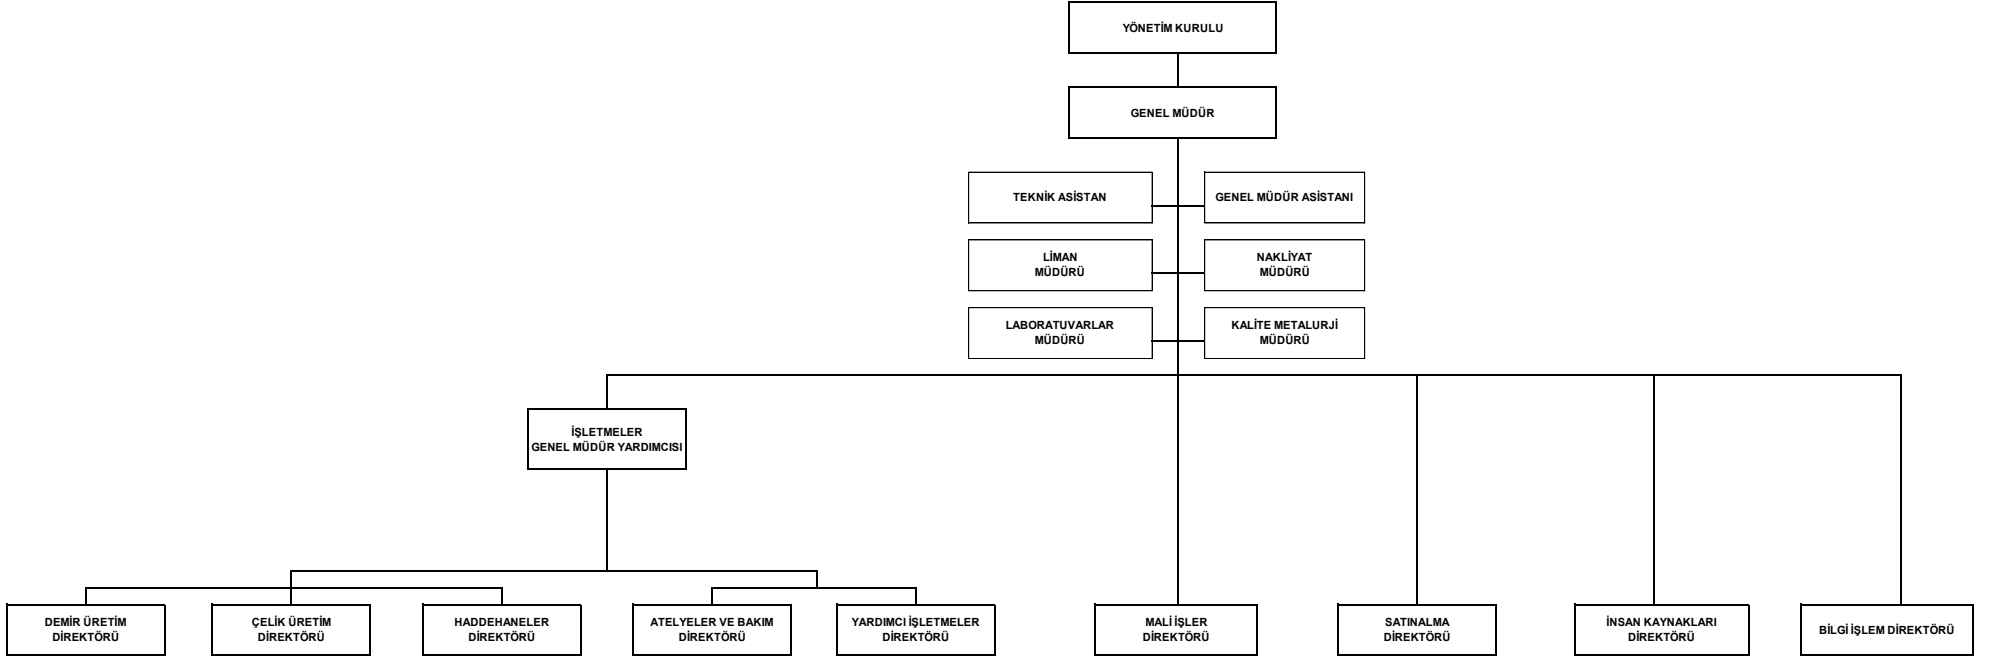 YÖNETİM KURULU
GENEL MÜDÜR
TEKNİK ASİSTAN
GENEL MÜDÜR ASİSTANI
LİMAN
MÜDÜRÜ
NAKLİYAT
MÜDÜRÜ
LABORATUVARLAR
MÜDÜRÜ
KALİTE METALURJİ
MÜDÜRÜ
İŞLETMELER
GENEL MÜDÜR YARDIMCISI
DEMİR ÜRETİM
DİREKTÖRÜ
ÇELİK ÜRETİM
DİREKTÖRÜ
HADDEHANELER
DİREKTÖRÜ
ATELYELER VE BAKIM
DİREKTÖRÜ
YARDIMCI İŞLETMELER
DİREKTÖRÜ
MALİ İŞLER
DİREKTÖRÜ
SATINALMA
DİREKTÖRÜ
İNSAN KAYNAKLARI
DİREKTÖRÜ
BİLGİ İŞLEM DİREKTÖRÜ